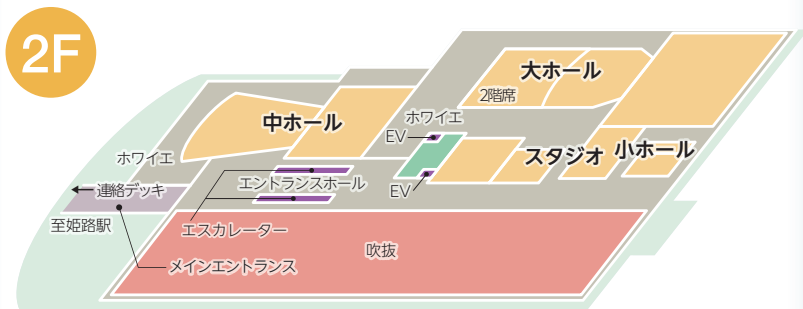 2F
大ホール
2階席
中ホール
ホワイエ
EV
スタジオ
小ホール
ホワイエ
エントランスホール
EV
連絡デッキ
至姫路駅
エスカレーター
吹抜
メインエントランス